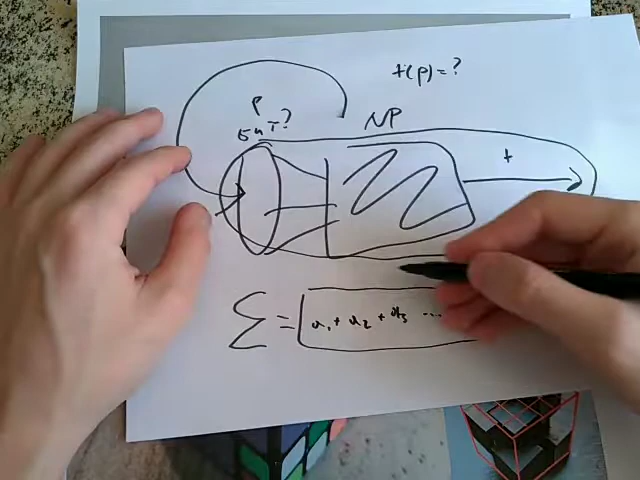 t(p)=?
P
NP
t
Σ = a₁ + a₂ + a₃ ...